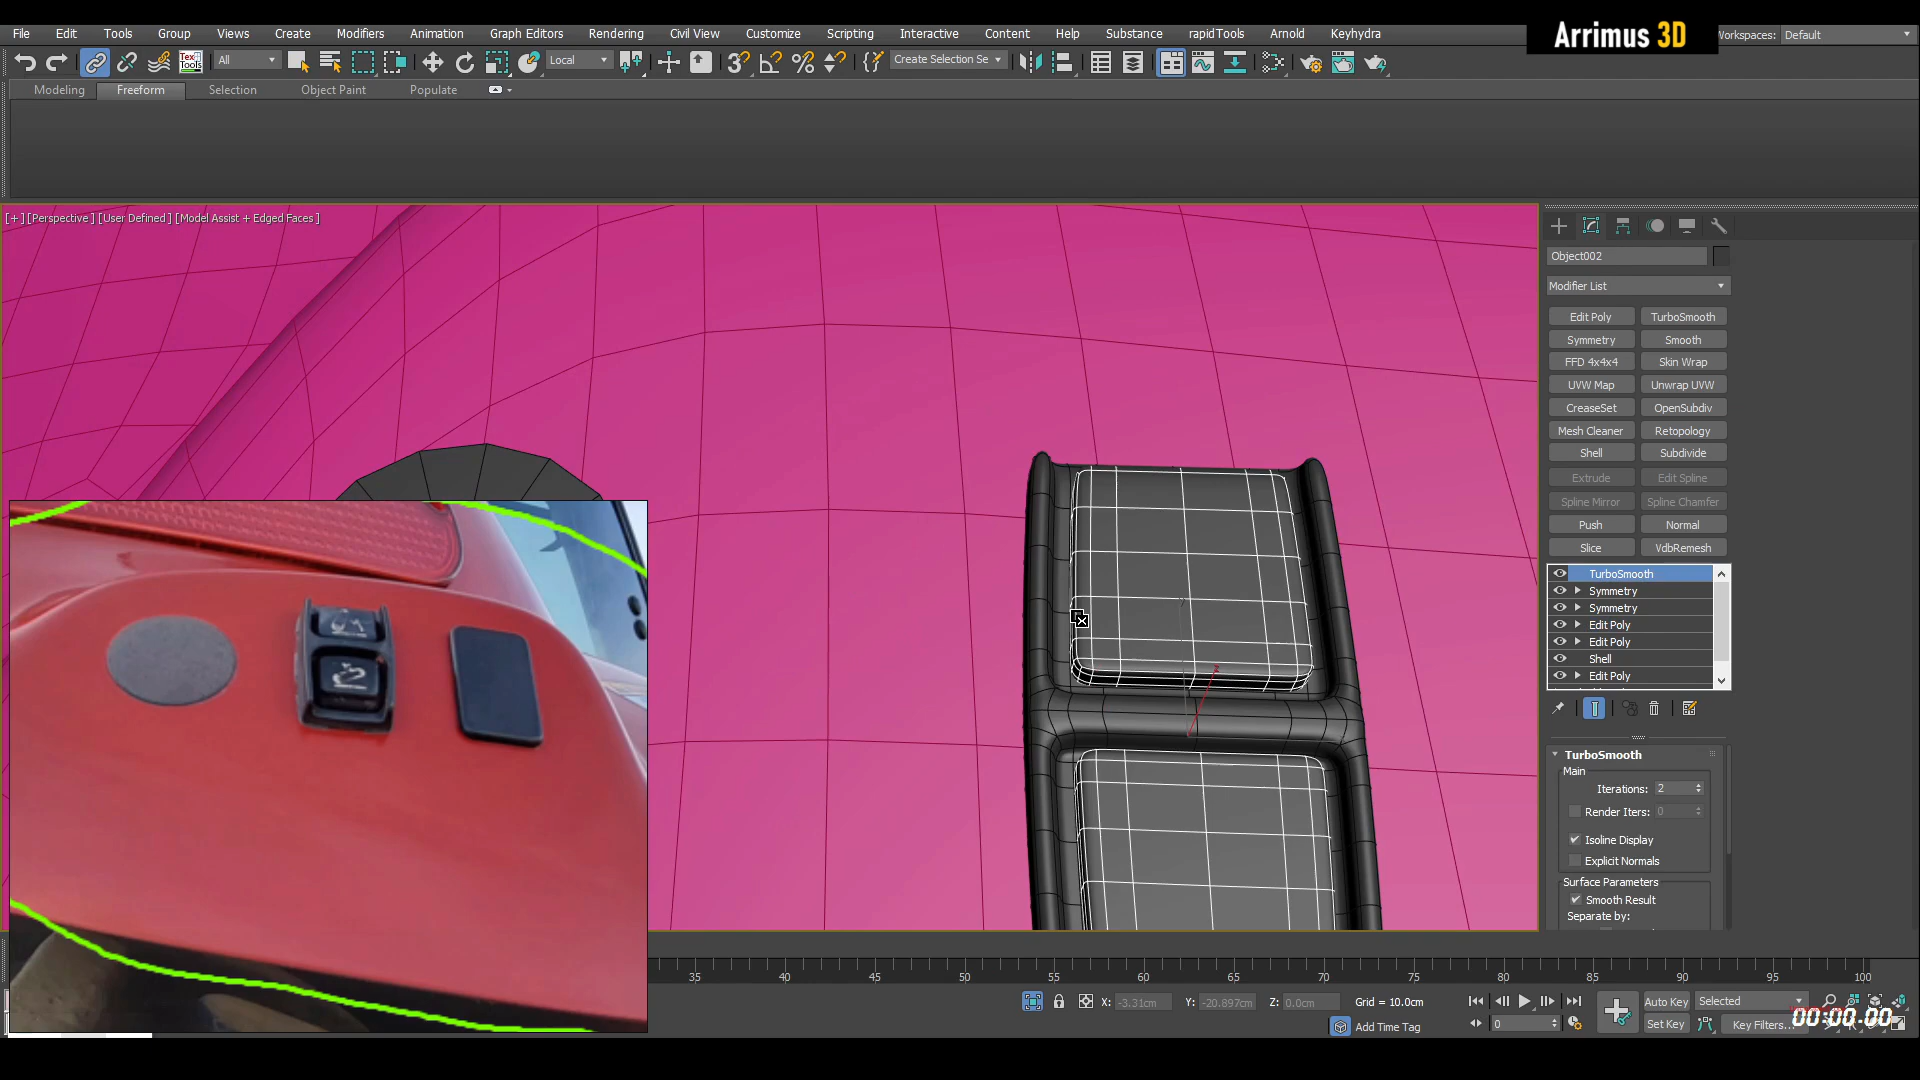 Arrimus 3D
File Edit Tools Group Views Create Modifiers Animation Graph Editors Rendering Civil View Customize Scripting Interactive Content Help Substance rapidTools Arnold Keyhydra
Workspaces: Default
Text Tools
All
Local
Create Selection Se
Modeling Freeform Selection Object Paint Populate
[+] [Perspective] [User Defined] [Model Assist + Edged Faces]
Object002
Modifier List
Edit Poly TurboSmooth
Symmetry Smooth
FFD 4x4x4 Skin Wrap
UVW Map Unwrap UVW
CreaseSet OpenSubdiv
Mesh Cleaner Retopology
Shell Subdivide
Extrude Edit Spline
Spline Mirror Spline Chamfer
Push Normal
Slice VdbRemesh
TurboSmooth
Symmetry
Symmetry
Edit Poly
Edit Poly
Shell
Edit Poly
TurboSmooth
Main
Iterations: 2
Render Iters: 0
Isoline Display
Explicit Normals
Surface Parameters
Smooth Result
Separate by:
z
35 40 45 50 55 60 65 70 75 80 85 90 95 100
X: -3.31cm Y: -20.897cm Z: 0.0cm Grid = 10.0cm
Add Time Tag
0
Auto Key Selected
Set Key Key Filters...
00:00.00